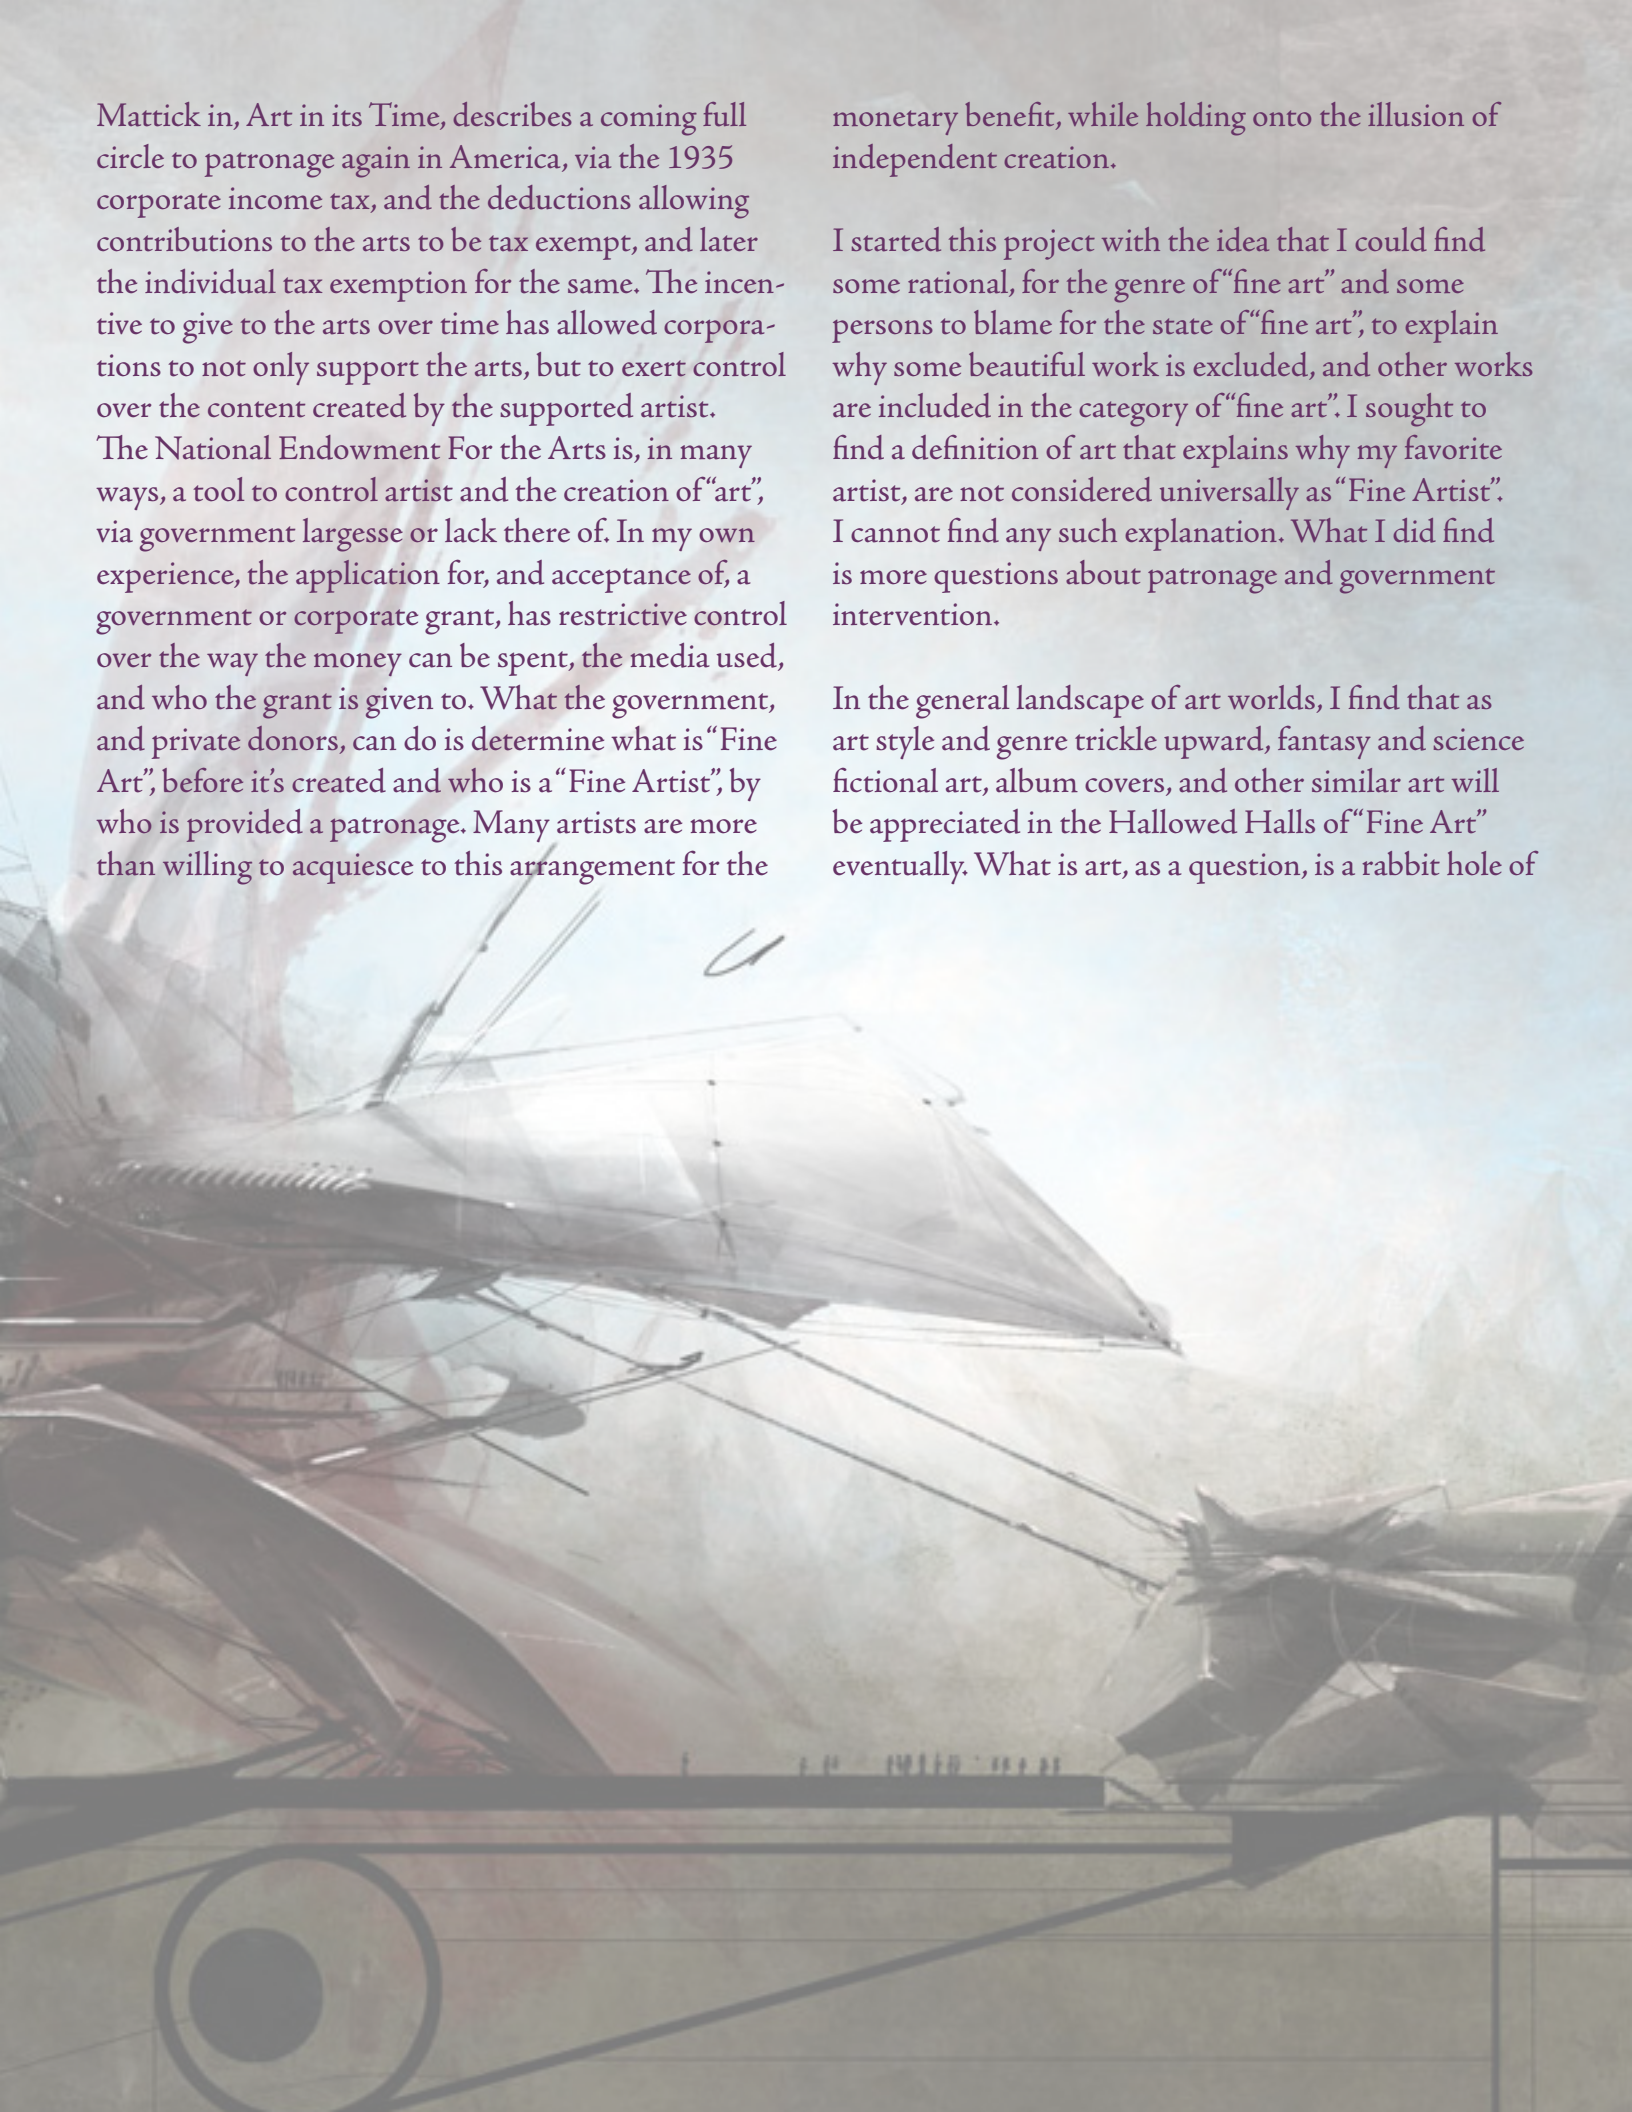 Mattick in, Art in its Time, describes a coming full
circle to patronage again in America, via the 1935
corporate income tax, and the deductions allowing
contributions to the arts to be tax exempt, and later
the individual tax exemption for the same. The incen-
tive to give to the arts over time has allowed corpora-
tions to not only support the arts, but to exert control
over the content created by the supported artist.
The National Endowment For the Arts is, in many
ways, a tool to control artist and the creation of “art”,
via government largesse or lack there of. In my own
experience, the application for, and acceptance of, a
government or corporate grant, has restrictive control
over the way the money can be spent, the media used,
and who the grant is given to. What the government,
and private donors, can do is determine what is “Fine
Art”, before it’s created and who is a “Fine Artist”, by
who is provided a patronage. Many artists are more
than willing to acquiesce to this arrangement for the
monetary benefit, while holding onto the illusion of
independent creation.
I started this project with the idea that I could find
some rational, for the genre of “fine art” and some
persons to blame for the state of “fine art”, to explain
why some beautiful work is excluded, and other works
are included in the category of “fine art”. I sought to
find a definition of art that explains why my favorite
artist, are not considered universally as “Fine Artist”.
I cannot find any such explanation. What I did find
is more questions about patronage and government
intervention.
In the general landscape of art worlds, I find that as
art style and genre trickle upward, fantasy and science
fictional art, album covers, and other similar art will
be appreciated in the Hallowed Halls of “Fine Art”
eventually. What is art, as a question, is a rabbit hole of